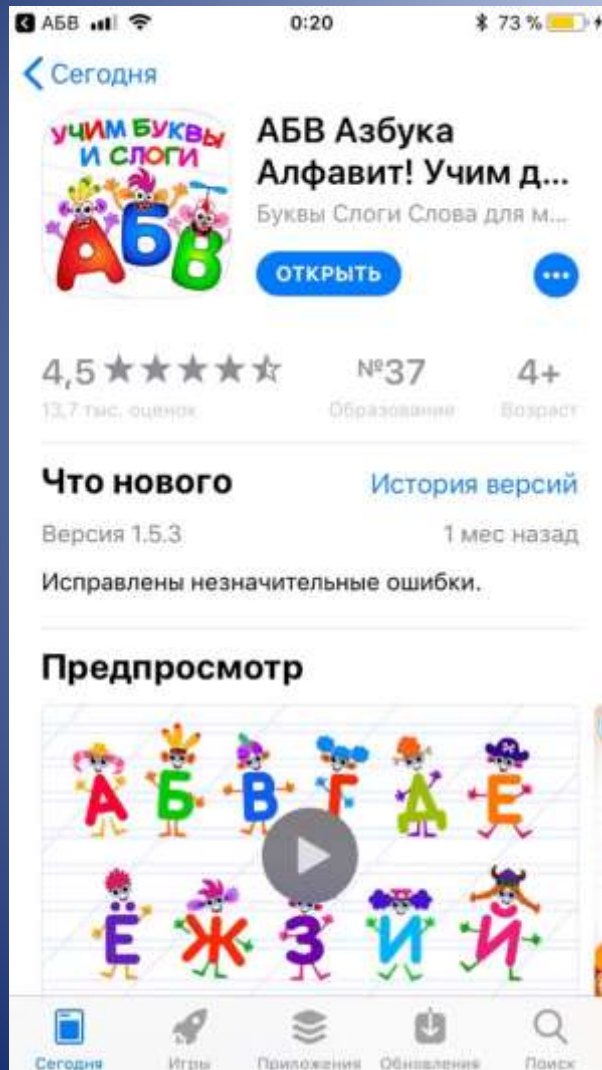 АБВ
0:20
73 %
Сегодня
УЧИМ БУКВЫ
И СЛОГИ
АБВ
АБВ Азбука
Алфавит! Учим д...
Буквы Слоги Слова для м...
ОТКРЫТЬ
4,5
№37
4+
13,7 тыс. оценок
Образование
Возраст
Что нового
История версий
Версия 1.5.3
1 мес назад
Исправлены незначительные ошибки.
Предпросмотр
А Б В Г Д Е
Ё Ж З И Й
Сегодня
Игры
Приложения
Обновления
Поиск